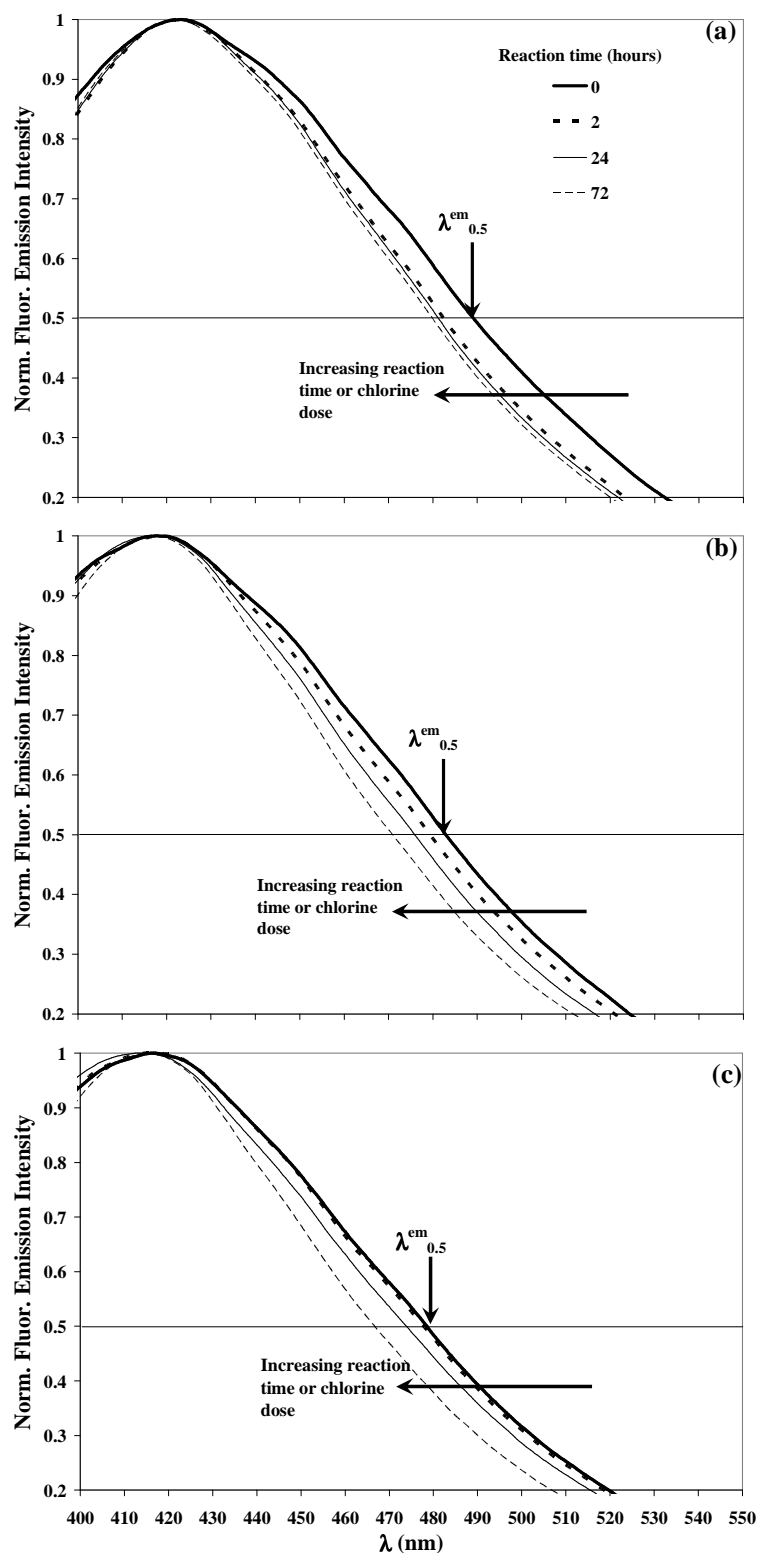 (a)
Reaction time (hours)
0
2
24
72
1
0.9
0.8
0.7
0.6
0.5
0.4
0.3
0.2
Norm. Fluor. Emission Intensity
λem0.5
Increasing reaction
time or chlorine
dose
(b)
1
0.9
0.8
0.7
0.6
0.5
0.4
0.3
0.2
Norm. Fluor. Emission Intensity
λem0.5
Increasing reaction
time or chlorine
dose
(c)
1
0.9
0.8
0.7
0.6
0.5
0.4
0.3
0.2
Norm. Fluor. Emission Intensity
λem0.5
Increasing reaction
time or chlorine
dose
400 410 420 430 440 450 460 470 480 490 500 510 520 530 540 550
λ (nm)